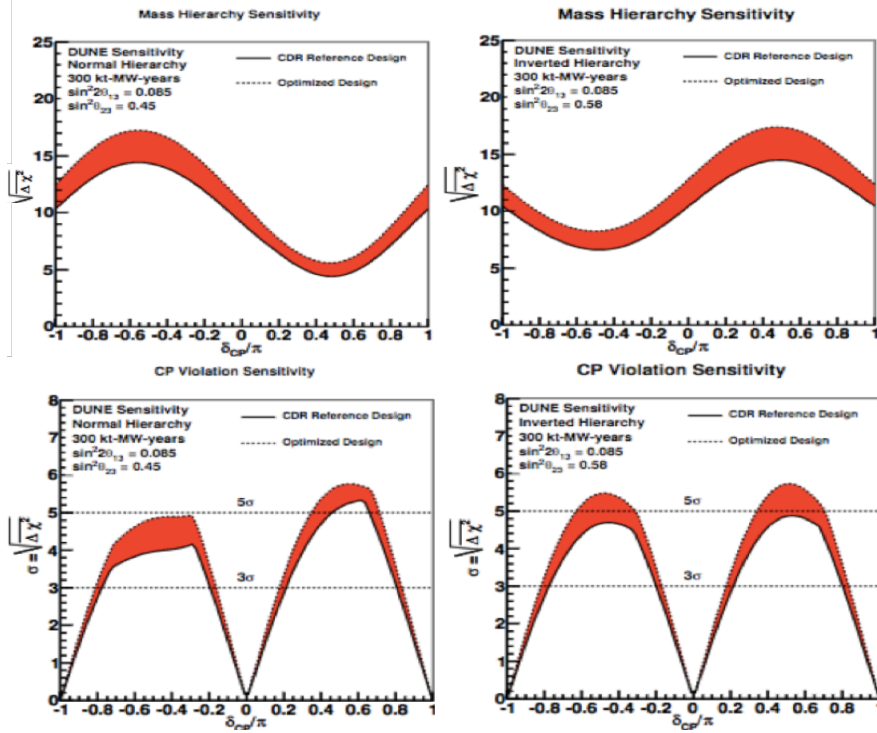 Mass Hierarchy Sensitivity
25
20
15
10
5
0
√Δχ²
DUNE Sensitivity
Normal Hierarchy
300 kt-MW-years
sin²2θ₁₃ = 0.085
sin²θ₂₃ = 0.45
CDR Reference Design
Optimized Design
-1 -0.8 -0.6 -0.4 -0.2 0 0.2 0.4 0.6 0.8 1
δCP/π
Mass Hierarchy Sensitivity
25
20
15
10
5
0
√Δχ²
DUNE Sensitivity
Inverted Hierarchy
300 kt-MW-years
sin²2θ₁₃ = 0.085
sin²θ₂₃ = 0.58
CDR Reference Design
Optimized Design
-1 -0.8 -0.6 -0.4 -0.2 0 0.2 0.4 0.6 0.8 1
δCP/π
CP Violation Sensitivity
8
7
6
5
4
3
2
1
0
σ = √Δχ²
DUNE Sensitivity
Normal Hierarchy
300 kt-MW-years
sin²2θ₁₃ = 0.085
sin²θ₂₃ = 0.45
CDR Reference Design
Optimized Design
5σ
3σ
-1 -0.8 -0.6 -0.4 -0.2 0 0.2 0.4 0.6 0.8 1
δCP/π
CP Violation Sensitivity
8
7
6
5
4
3
2
1
0
σ = √Δχ²
DUNE Sensitivity
Inverted Hierarchy
300 kt-MW-years
sin²2θ₁₃ = 0.085
sin²θ₂₃ = 0.58
CDR Reference Design
Optimized Design
5σ
3σ
-1 -0.8 -0.6 -0.4 -0.2 0 0.2 0.4 0.6 0.8 1
δCP/π